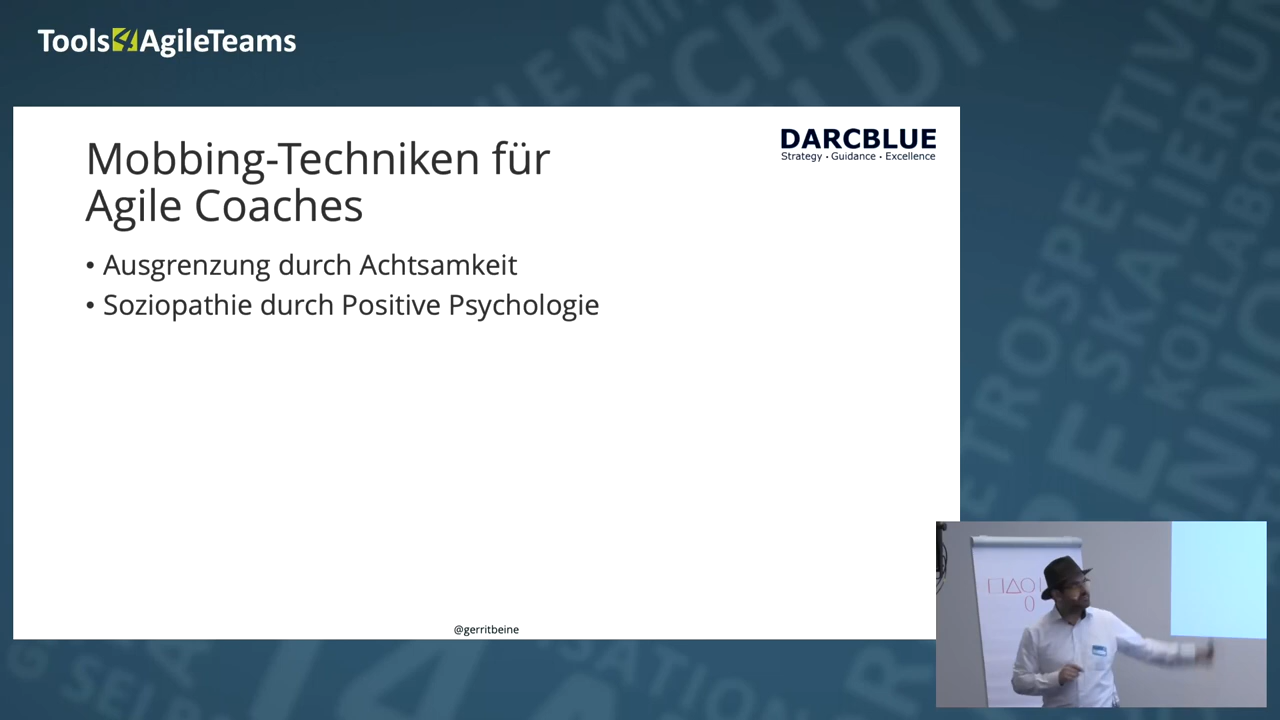 Tools4AgileTeams
Mobbing-Techniken für
Agile Coaches
DARCBLUE
Strategy • Guidance • Excellence
• Ausgrenzung durch Achtsamkeit
• Soziopathie durch Positive Psychologie
@gerritbeine